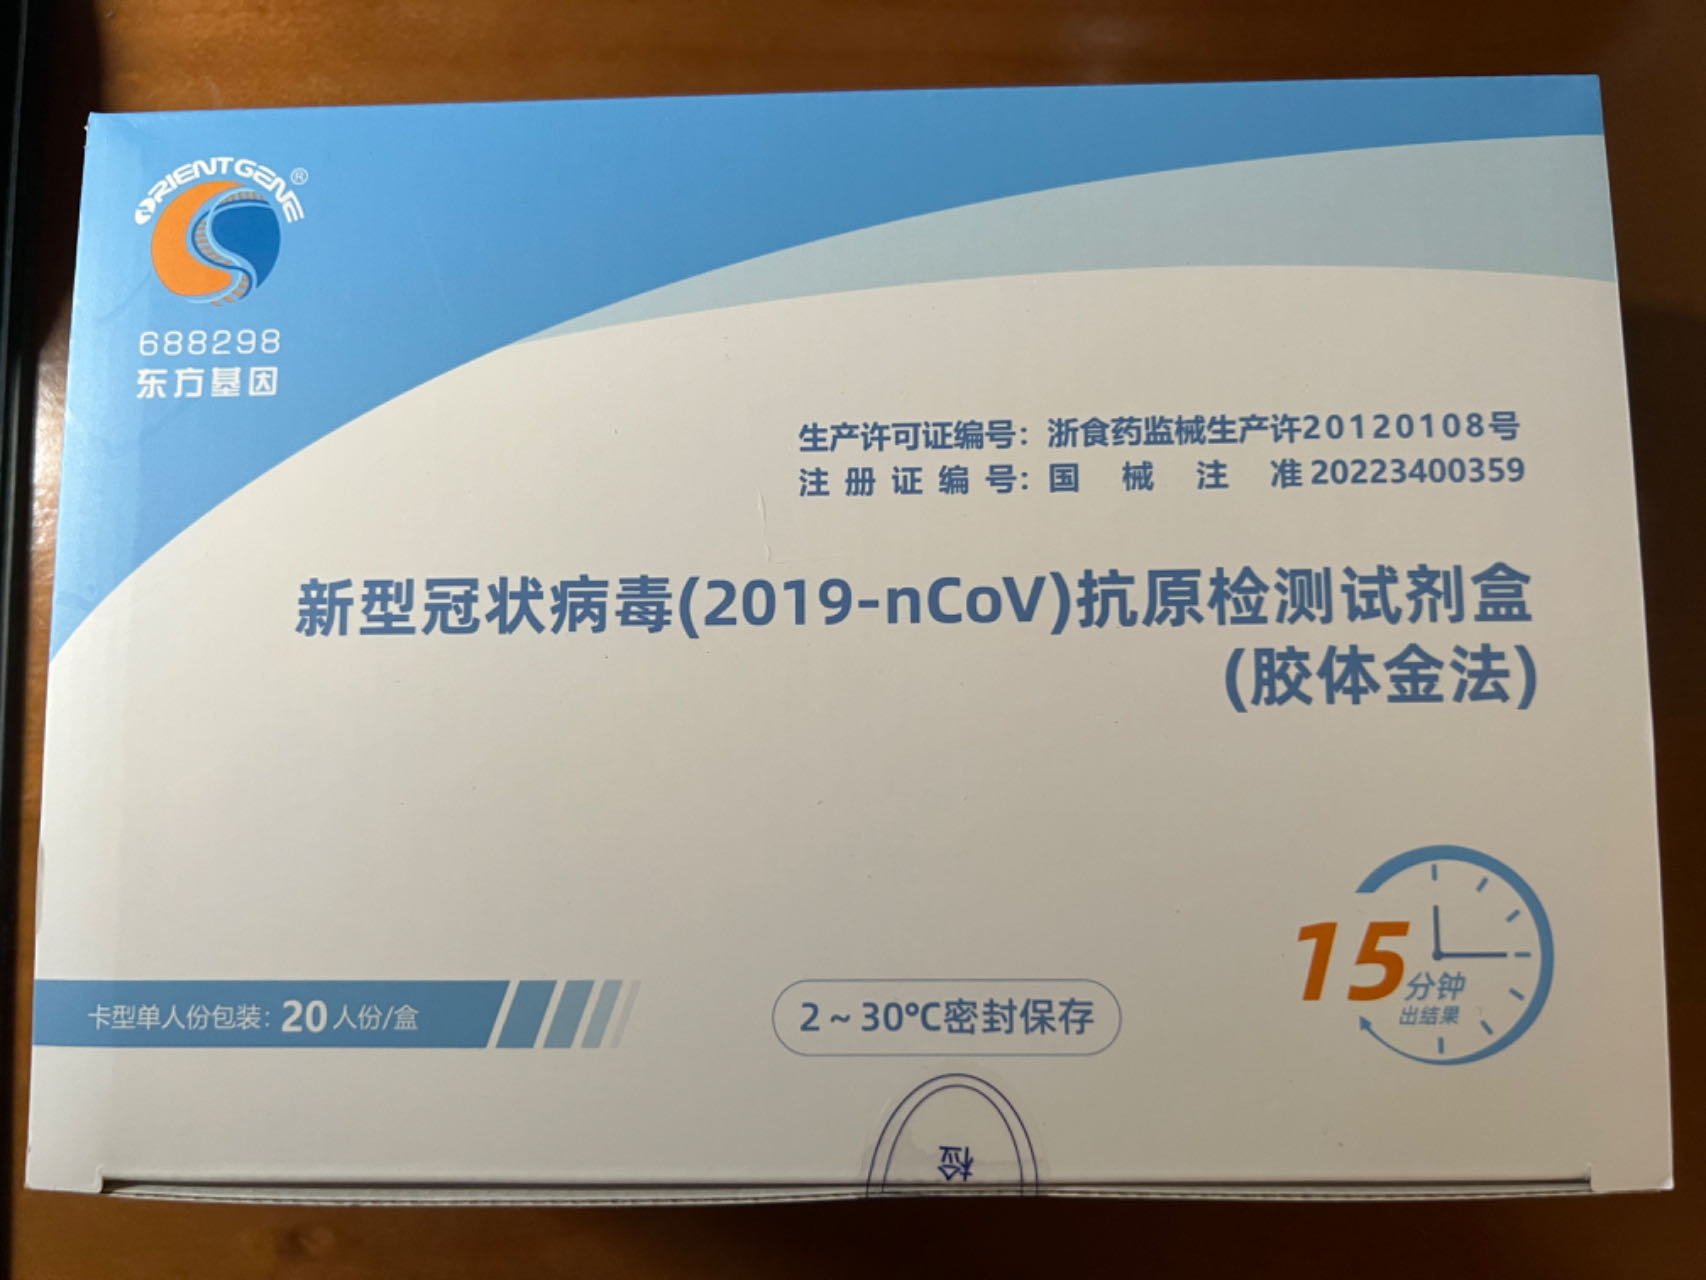 ORIENT GENE®
688298
东方基因
生产许可证编号：浙食药监械生产许20120108号
注册证编号：国械注准20223400359
新型冠状病毒(2019-nCoV)抗原检测试剂盒
(胶体金法)
15分钟
出结果
卡型单人份包装：20人份/盒
2～30℃密封保存
检